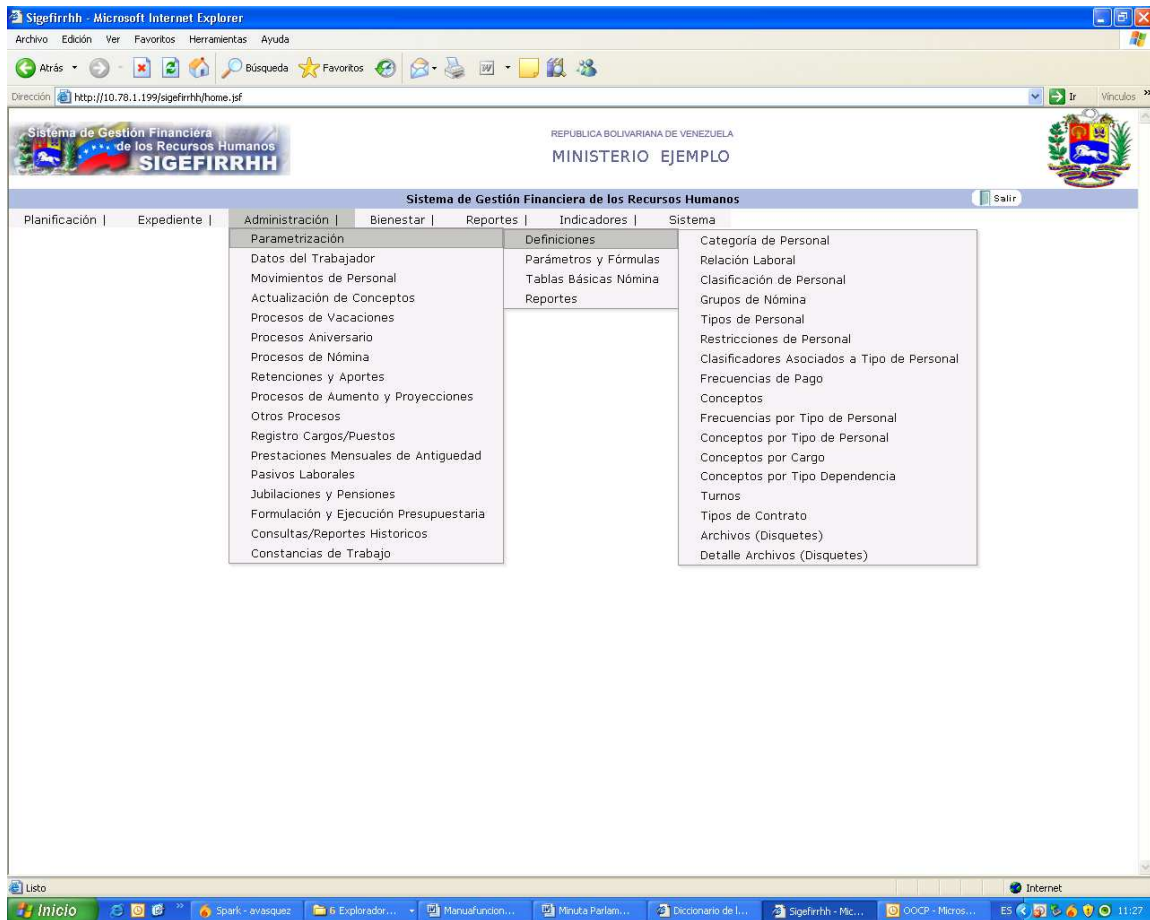 Sigefirrhh - Microsoft Internet Explorer
Archivo Edición Ver Favoritos Herramientas Ayuda
Atrás Búsqueda Favoritos
Dirección http://10.78.1.199/sigefirrhh/home.jsf Ir Vínculos »
Sistema de Gestión Financiera
de los Recursos Humanos
SIGEFIRRHH
REPUBLICA BOLIVARIANA DE VENEZUELA
MINISTERIO EJEMPLO
Sistema de Gestión Financiera de los Recursos Humanos
Salir
Planificación | Expediente | Administración | Bienestar | Reportes | Indicadores | Sistema
Parametrización
Datos del Trabajador
Movimientos de Personal
Actualización de Conceptos
Procesos de Vacaciones
Procesos Aniversario
Procesos de Nómina
Retenciones y Aportes
Procesos de Aumento y Proyecciones
Otros Procesos
Registro Cargos/Puestos
Prestaciones Mensuales de Antiguedad
Pasivos Laborales
Jubilaciones y Pensiones
Formulación y Ejecución Presupuestaria
Consultas/Reportes Historicos
Constancias de Trabajo
Definiciones
Parámetros y Fórmulas
Tablas Básicas Nómina
Reportes
Categoría de Personal
Relación Laboral
Clasificación de Personal
Grupos de Nómina
Tipos de Personal
Restricciones de Personal
Clasificadores Asociados a Tipo de Personal
Frecuencias de Pago
Conceptos
Frecuencias por Tipo de Personal
Conceptos por Tipo de Personal
Conceptos por Cargo
Conceptos por Tipo Dependencia
Turnos
Tipos de Contrato
Archivos (Disquetes)
Detalle Archivos (Disquetes)
Listo Internet
Inicio » Spark - avasquez 6 Explorador... Manuafuncion... Minuta Parlam... Diccionario de l... Sigefirrhh - Mic... OOCP - Micros... ES 11:27